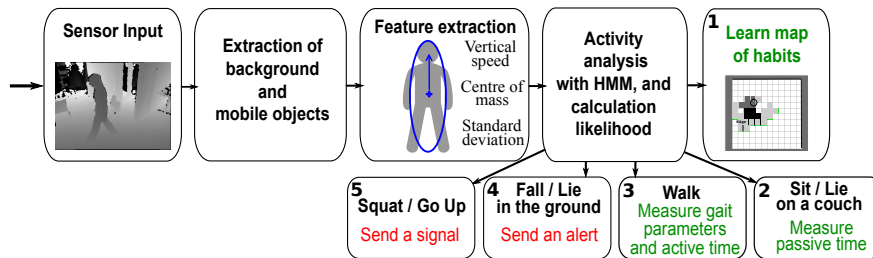 Sensor Input
Extraction of
background
and
mobile objects
Feature extraction
Vertical
speed
Centre of
mass
Standard
deviation
Activity
analysis
with HMM, and
calculation
likelihood
1
Learn map
of habits
5
Squat / Go Up
Send a signal
4
Fall / Lie
in the ground
Send an alert
3
Walk
Measure gait
parameters
and active time
2
Sit / Lie
on a couch
Measure
passive time